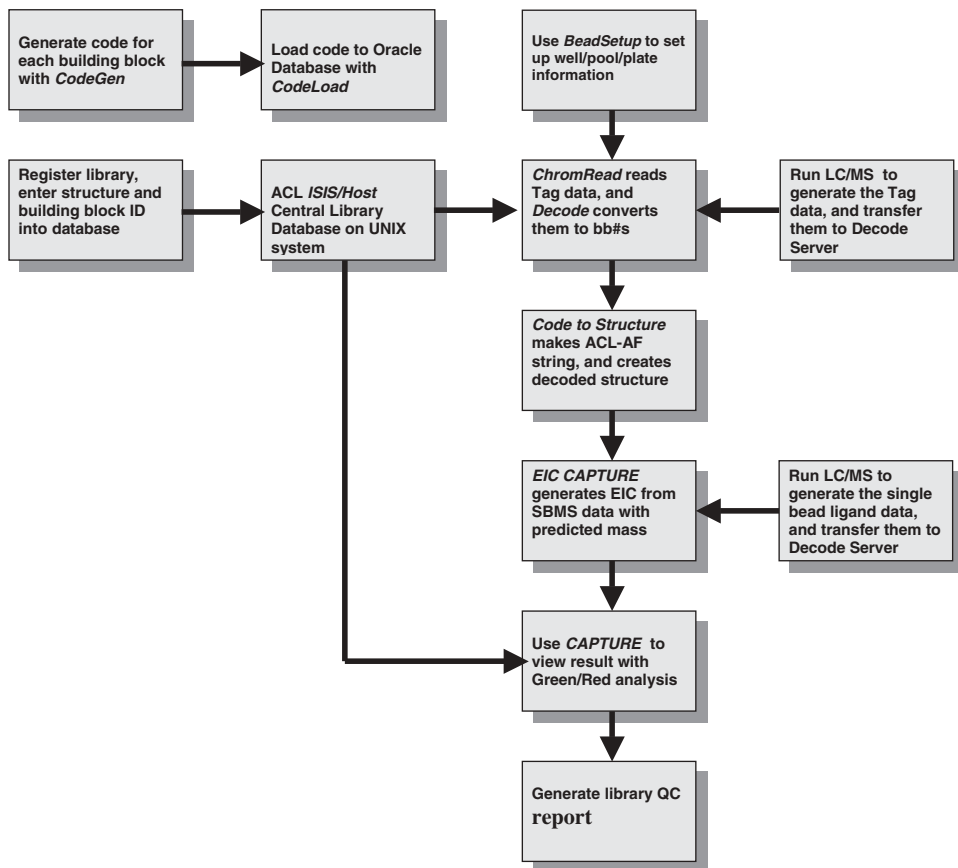 Generate code for
each building block
with CodeGen
Load code to Oracle
Database with
CodeLoad
Use BeadSetup to set
up well/pool/plate
information
Register library,
enter structure and
building block ID
into database
ACL ISIS/Host
Central Library
Database on UNIX
system
ChromRead reads
Tag data, and
Decode converts
them to bb#s
Run LC/MS to
generate the Tag
data, and transfer
them to Decode
Server
Code to Structure
makes ACL-AF
string, and creates
decoded structure
EIC CAPTURE
generates EIC from
SBMS data with
predicted mass
Run LC/MS to
generate the single
bead ligand data,
and transfer them to
Decode Server
Use CAPTURE to
view result with
Green/Red analysis
Generate library QC
report